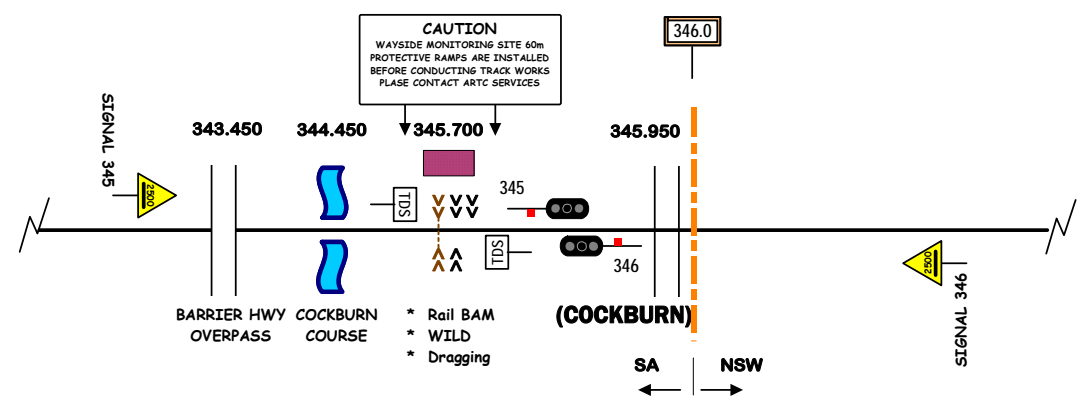 CAUTION
WAYSIDE MONITORING SITE 60m
PROTECTIVE RAMPS ARE INSTALLED
BEFORE CONDUCTING TRACK WORKS
PLASE CONTACT ARTC SERVICES
346.0
SIGNAL 345
2500
343.450
344.450
345.700
345.950
TDS
345
TDS
346
2500
SIGNAL 346
BARRIER HWY
OVERPASS
COCKBURN
COURSE
* Rail BAM
* WILD
* Dragging
(COCKBURN)
SA
NSW